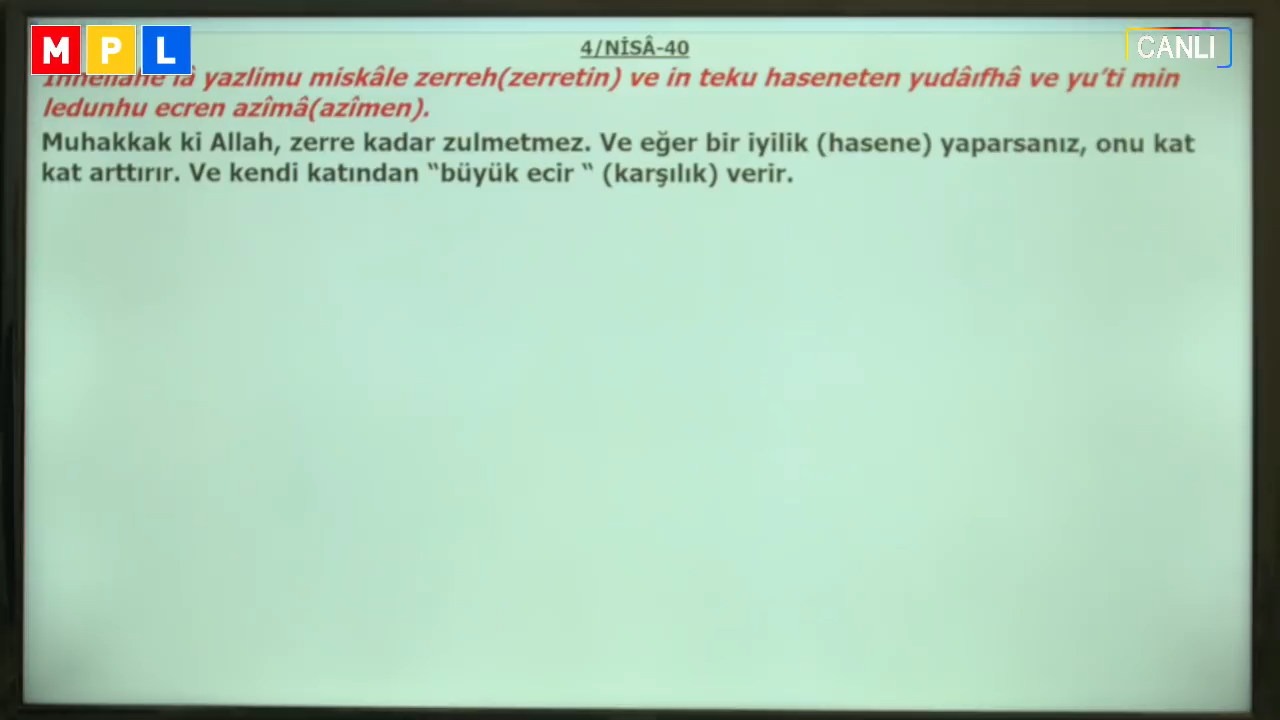 M P L
4/NİSÂ-40
CANLI
İnnellâhe lâ yazlimu miskâle zerreh(zerretin) ve in teku haseneten yudâıfhâ ve yu’ti min
ledunhu ecren azîmâ(azîmen).
Muhakkak ki Allah, zerre kadar zulmetmez. Ve eğer bir iyilik (hasene) yaparsanız, onu kat
kat arttırır. Ve kendi katından “büyük ecir “ (karşılık) verir.